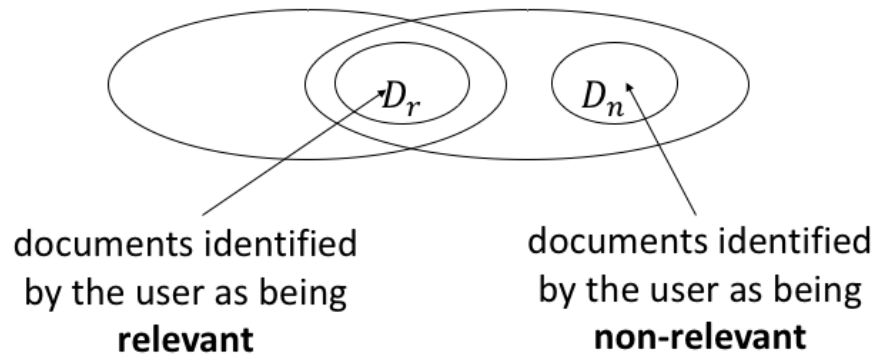 D_r
D_n
documents identified
by the user as being
relevant
documents identified
by the user as being
non-relevant